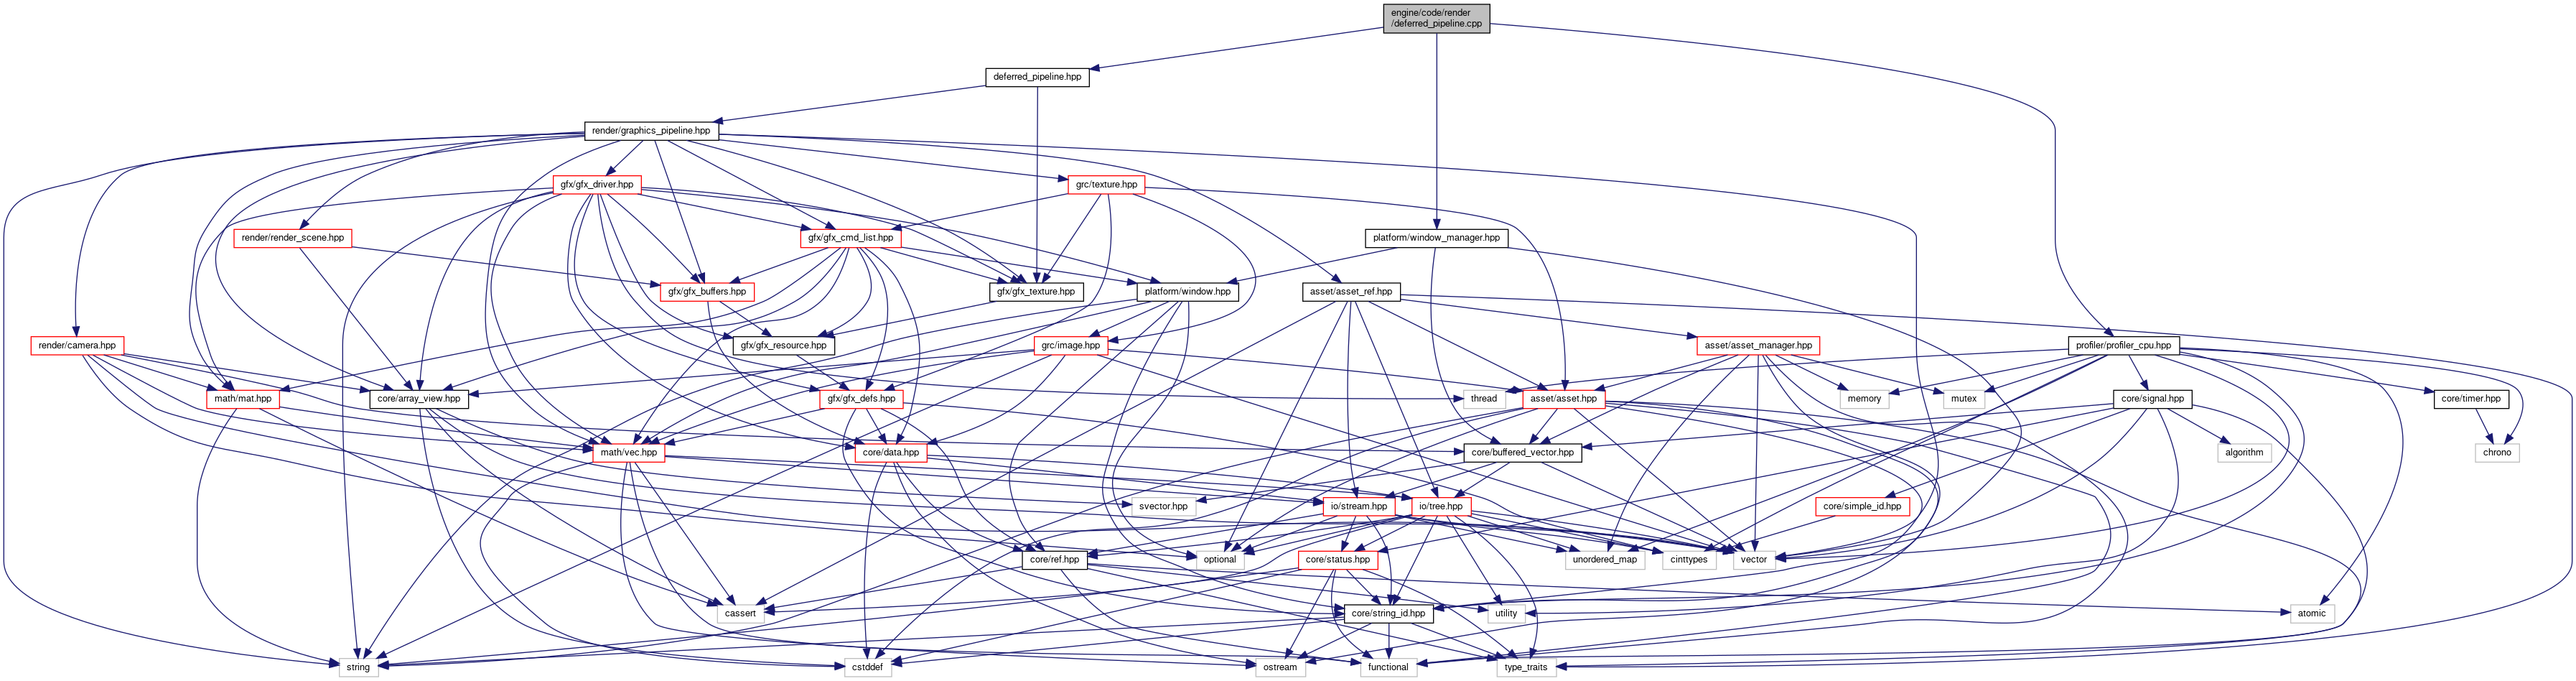 engine/code/render
/deferred_pipeline.cpp
deferred_pipeline.hpp
render/graphics_pipeline.hpp
gfx/gfx_driver.hpp
grc/texture.hpp
render/render_scene.hpp
gfx/gfx_cmd_list.hpp
platform/window_manager.hpp
gfx/gfx_buffers.hpp
gfx/gfx_texture.hpp
platform/window.hpp
asset/asset_ref.hpp
render/camera.hpp
gfx/gfx_resource.hpp
grc/image.hpp
asset/asset_manager.hpp
profiler/profiler_cpu.hpp
math/mat.hpp
core/array_view.hpp
gfx/gfx_defs.hpp
thread
asset/asset.hpp
memory
mutex
core/signal.hpp
core/timer.hpp
math/vec.hpp
core/data.hpp
core/buffered_vector.hpp
algorithm
chrono
svector.hpp
io/stream.hpp
io/tree.hpp
core/simple_id.hpp
core/ref.hpp
optional
core/status.hpp
unordered_map
cinttypes
vector
cassert
core/string_id.hpp
utility
atomic
string
cstddef
ostream
functional
type_traits